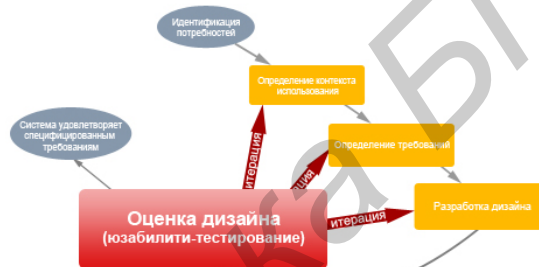 Идентификация
потребностей
Определение контекста
использования
Система удовлетворяет
специфицированным
требованиям
Определение требований
итерация
итерация
Разработка дизайна
Оценка дизайна
(юзабилити-тестирование)